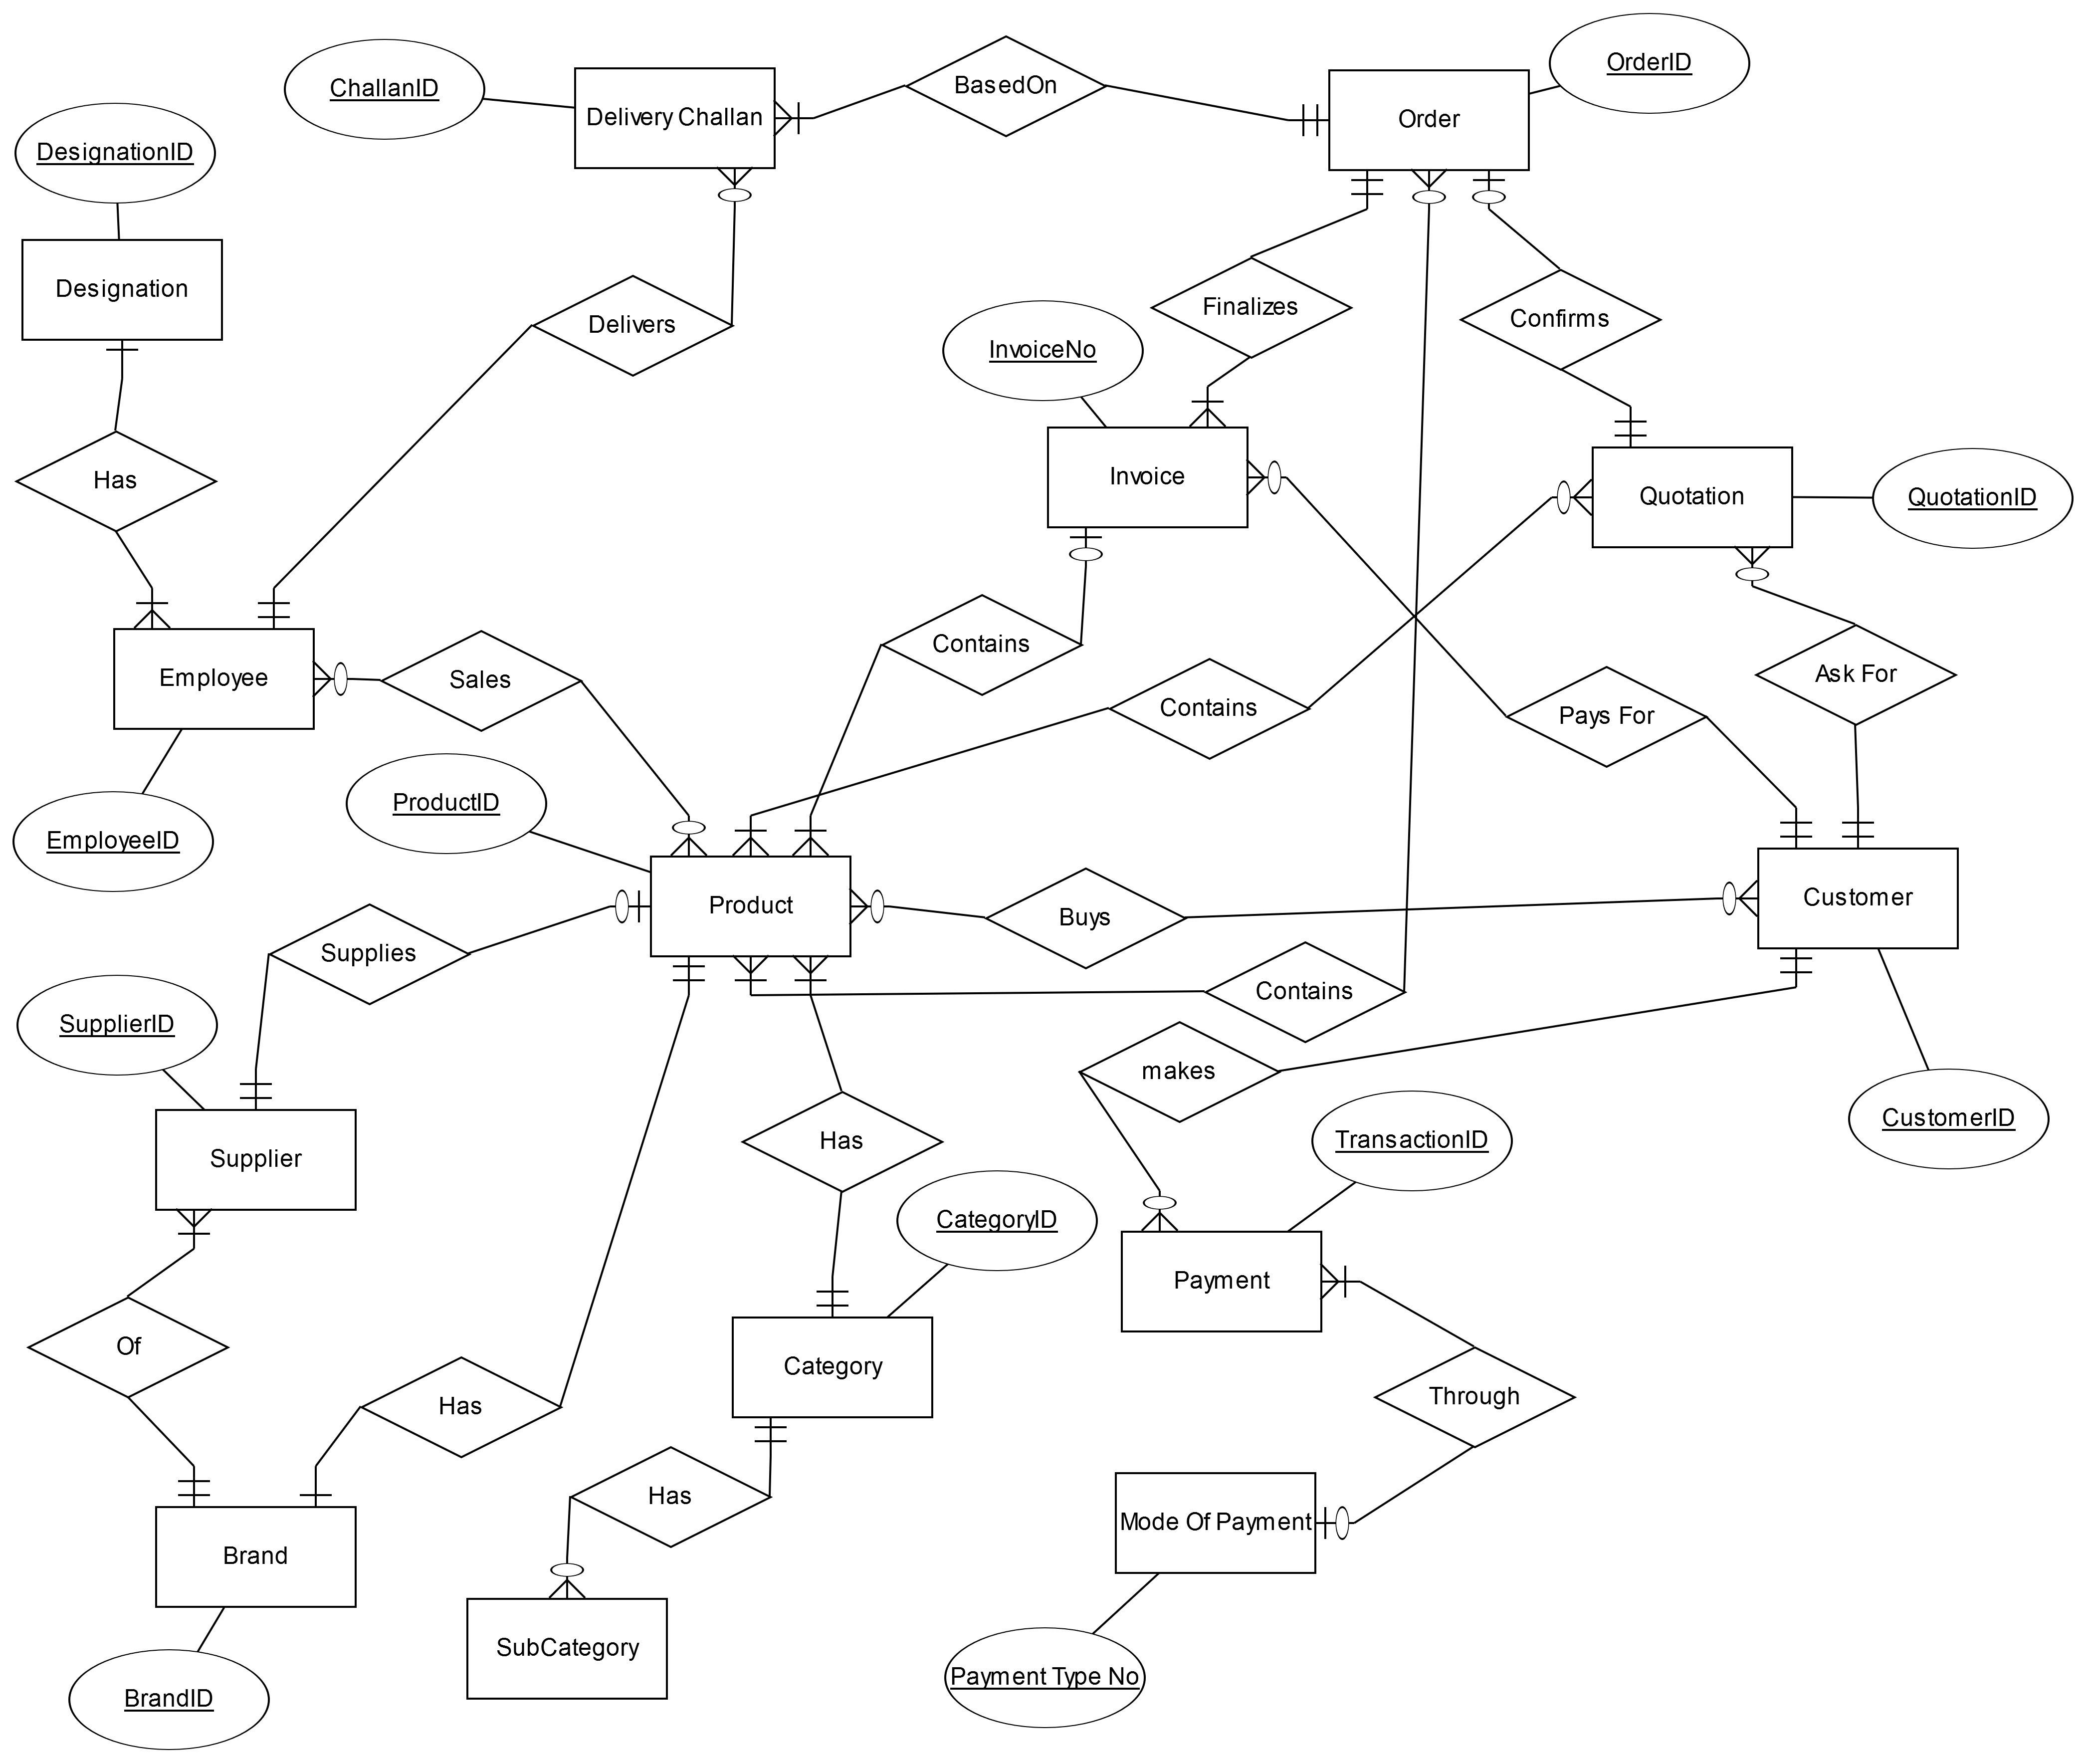 OrderID
ChallanID
BasedOn
Delivery Challan
Order
DesignationID
Designation
Finalizes
Confirms
Delivers
InvoiceNo
Has
Invoice
Quotation
QuotationID
Contains
Ask For
Employee
Sales
Contains
Pays For
ProductID
EmployeeID
Product
Buys
Customer
Supplies
Contains
SupplierID
makes
CustomerID
Has
TransactionID
Supplier
CategoryID
Payment
Of
Category
Through
Has
Has
Mode Of Payment
Brand
SubCategory
Payment Type No
BrandID